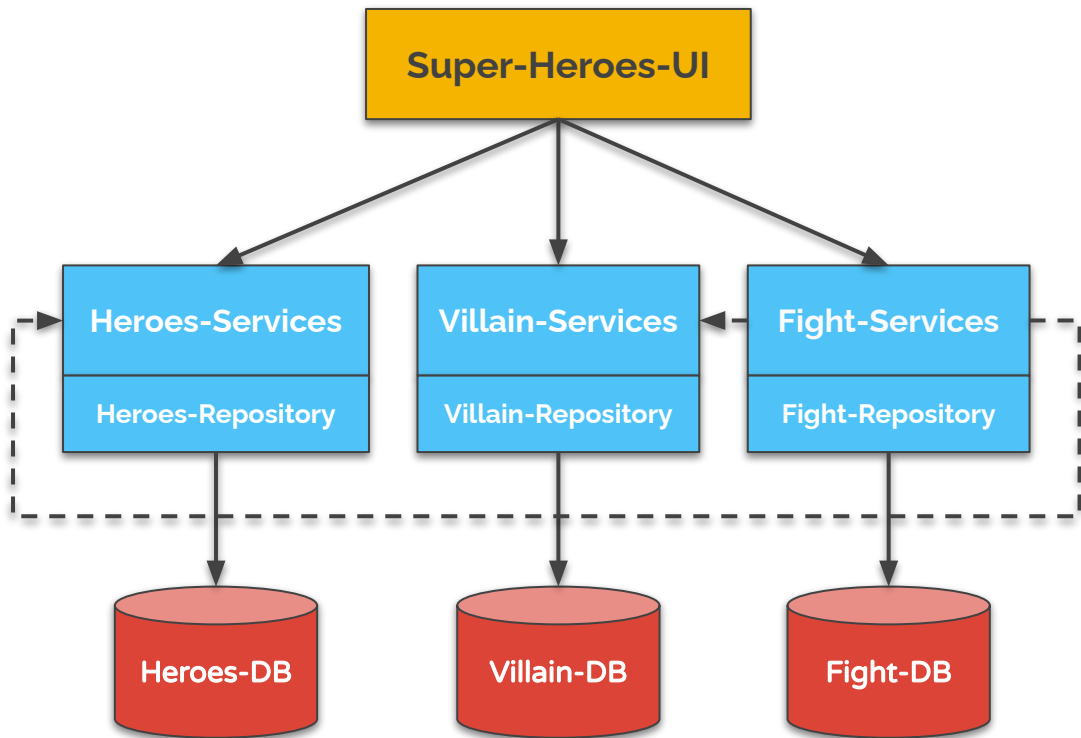 Super-Heroes-UI
Heroes-Services
Villain-Services
Fight-Services
Heroes-Repository
Villain-Repository
Fight-Repository
Heroes-DB
Villain-DB
Fight-DB